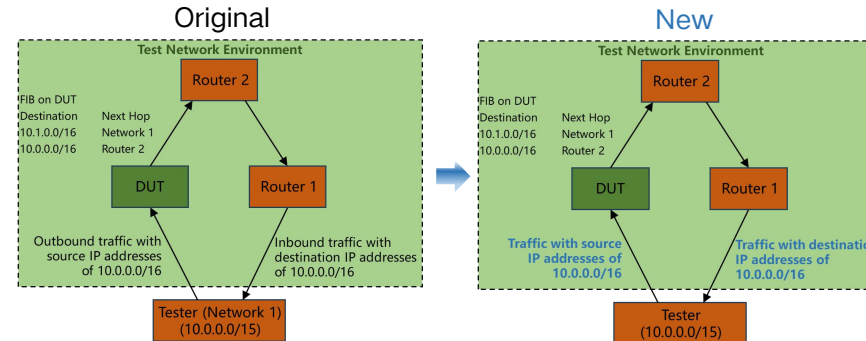 Original
Test Network Environment
Router 2
FIB on DUT
Destination Next Hop
10.1.0.0/16 Network 1
10.0.0.0/16 Router 2
DUT
Router 1
Outbound traffic with
source IP addresses
of 10.0.0.0/16
Inbound traffic with
destination IP addresses
of 10.0.0.0/16
Tester (Network 1)
(10.0.0.0/15)
New
Test Network Environment
Router 2
FIB on DUT
Destination Next Hop
10.1.0.0/16 Network 1
10.0.0.0/16 Router 2
DUT
Router 1
Traffic with source
IP addresses of
10.0.0.0/16
Traffic with destinatio
IP addresses of
10.0.0.0/16
Tester
(10.0.0.0/15)